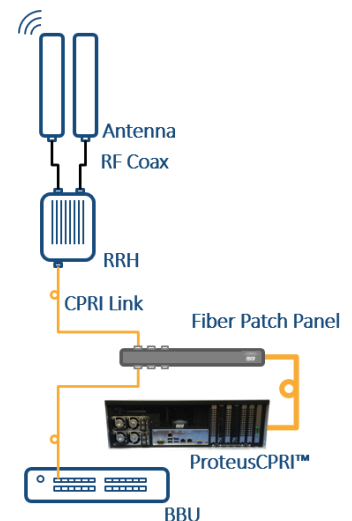 Antenna
RF Coax
RRH
CPRI Link
Fiber Patch Panel
ProteusCPRI™
BBU